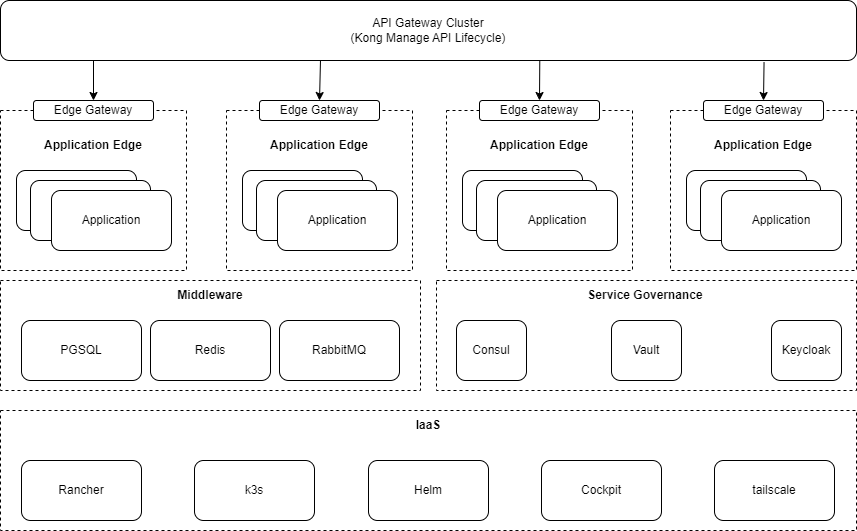 API Gateway Cluster
(Kong Manage API Lifecycle)
Edge Gateway
Edge Gateway
Edge Gateway
Edge Gateway
Application Edge
Application Edge
Application Edge
Application Edge
Application
Application
Application
Application
Middleware
Service Governance
PGSQL
Redis
RabbitMQ
Consul
Vault
Keycloak
IaaS
Rancher
k3s
Helm
Cockpit
tailscale